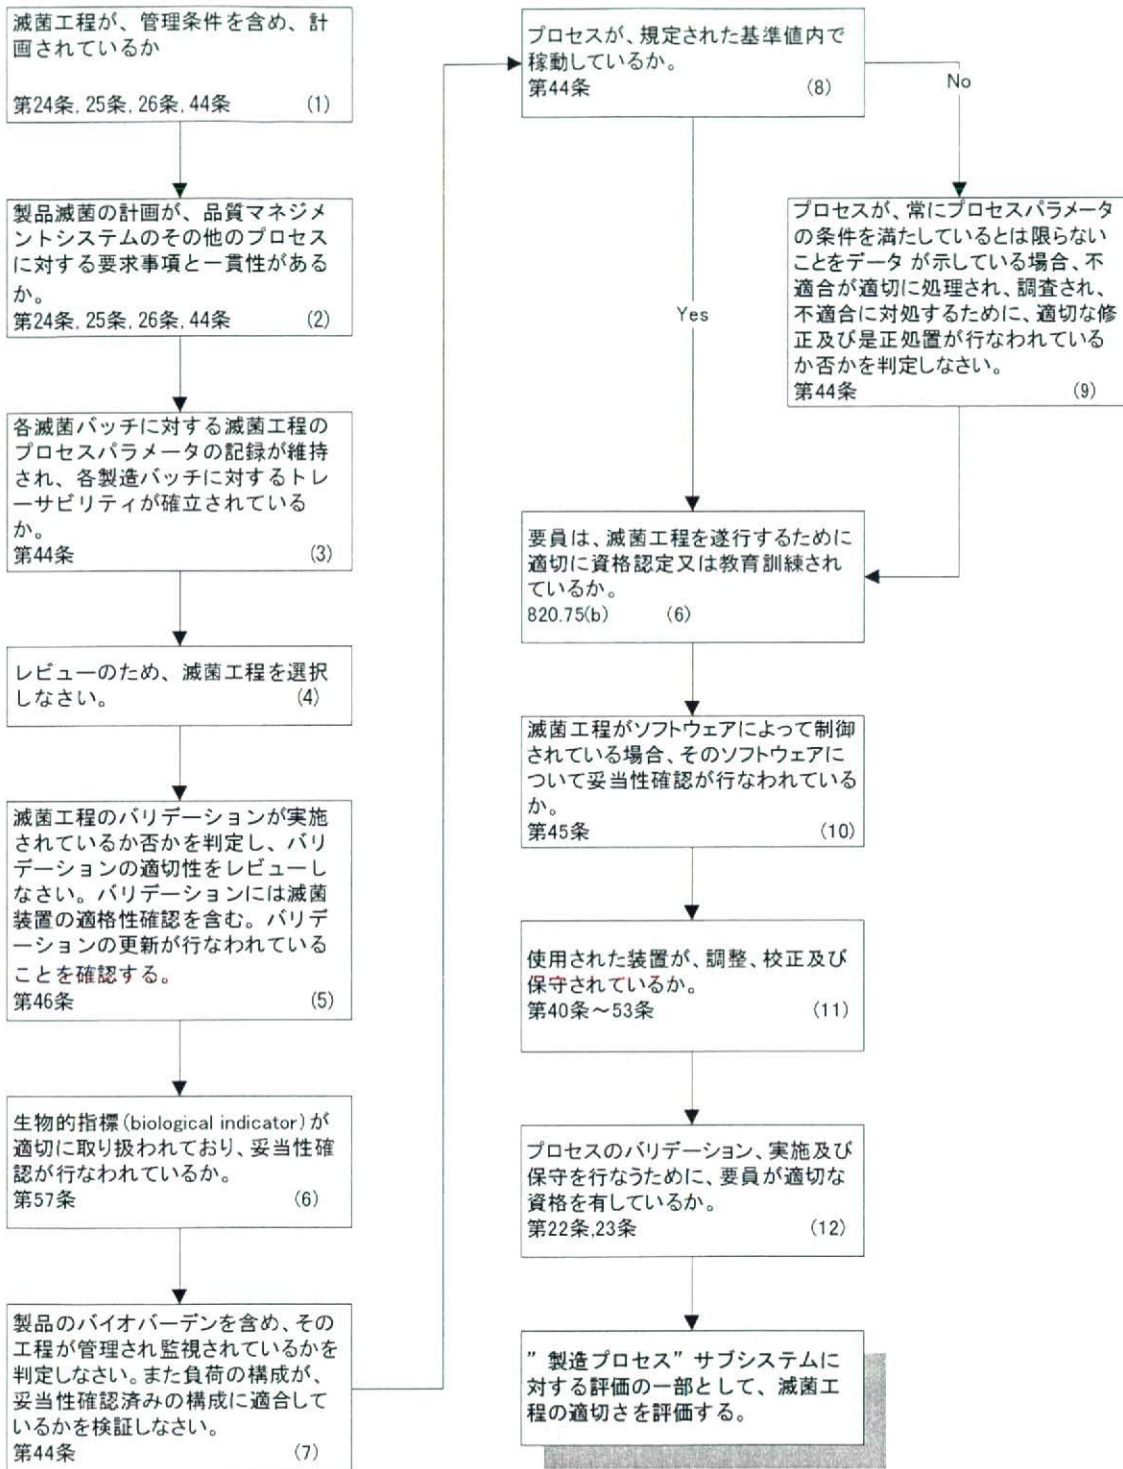 滅菌工程が、管理条件を含め、計
画されているか
第24条, 25条, 26条, 44条 (1)
製品滅菌の計画が、品質マネジメ
ントシステムのその他のプロセス
に対する要求事項と一貫性がある
か。
第24条, 25条, 26条, 44条 (2)
各滅菌バッチに対する滅菌工程の
プロセスパラメータの記録が維持
され、各製造バッチに対するトレ
ーサビリティが確立されている
か。
第44条 (3)
レビューのため、滅菌工程を選択
しなさい。 (4)
滅菌工程のバリデーションが実施
されているか否かを判定し、バリ
デーションの適切性をレビューし
なさい。バリデーションには滅菌
装置の適格性確認を含む。バリデ
ーションの更新が行なわれている
ことを確認する。
第46条 (5)
生物的指標(biological indicator)が
適切に取り扱われており、妥当性確
認が行なわれているか。
第57条 (6)
製品のバイオバーデンを含め、その
工程が管理され監視されているかを
判定しなさい。また負荷の構成が、
妥当性確認済みの構成に適合して
いるかを検証しなさい。
第44条 (7)
プロセスが、規定された基準値内で
稼動しているか。
第44条 (8)
No
Yes
プロセスが、常にプロセスパラメータ
の条件を満たしているとは限らない
ことをデータ が示している場合、不
適合が適切に処理され、調査され、
不適合に対処するために、適切な修
正及び是正処置が行なわれている
か否かを判定しなさい。
第44条 (9)
要員は、滅菌工程を遂行するために
適切に資格認定又は教育訓練され
ているか。
820.75(b) (6)
滅菌工程がソフトウェアによって制御
されている場合、そのソフトウェアに
ついて妥当性確認が行なわれている
か。
第45条 (10)
使用された装置が、調整、校正及び
保守されているか。
第40条～53条 (11)
プロセスのバリデーション、実施及び
保守を行なうために、要員が適切な
資格を有しているか。
第22条,23条 (12)
”製造プロセス”サブシステムに
対する評価の一部として、滅菌工
程の適切さを評価する。